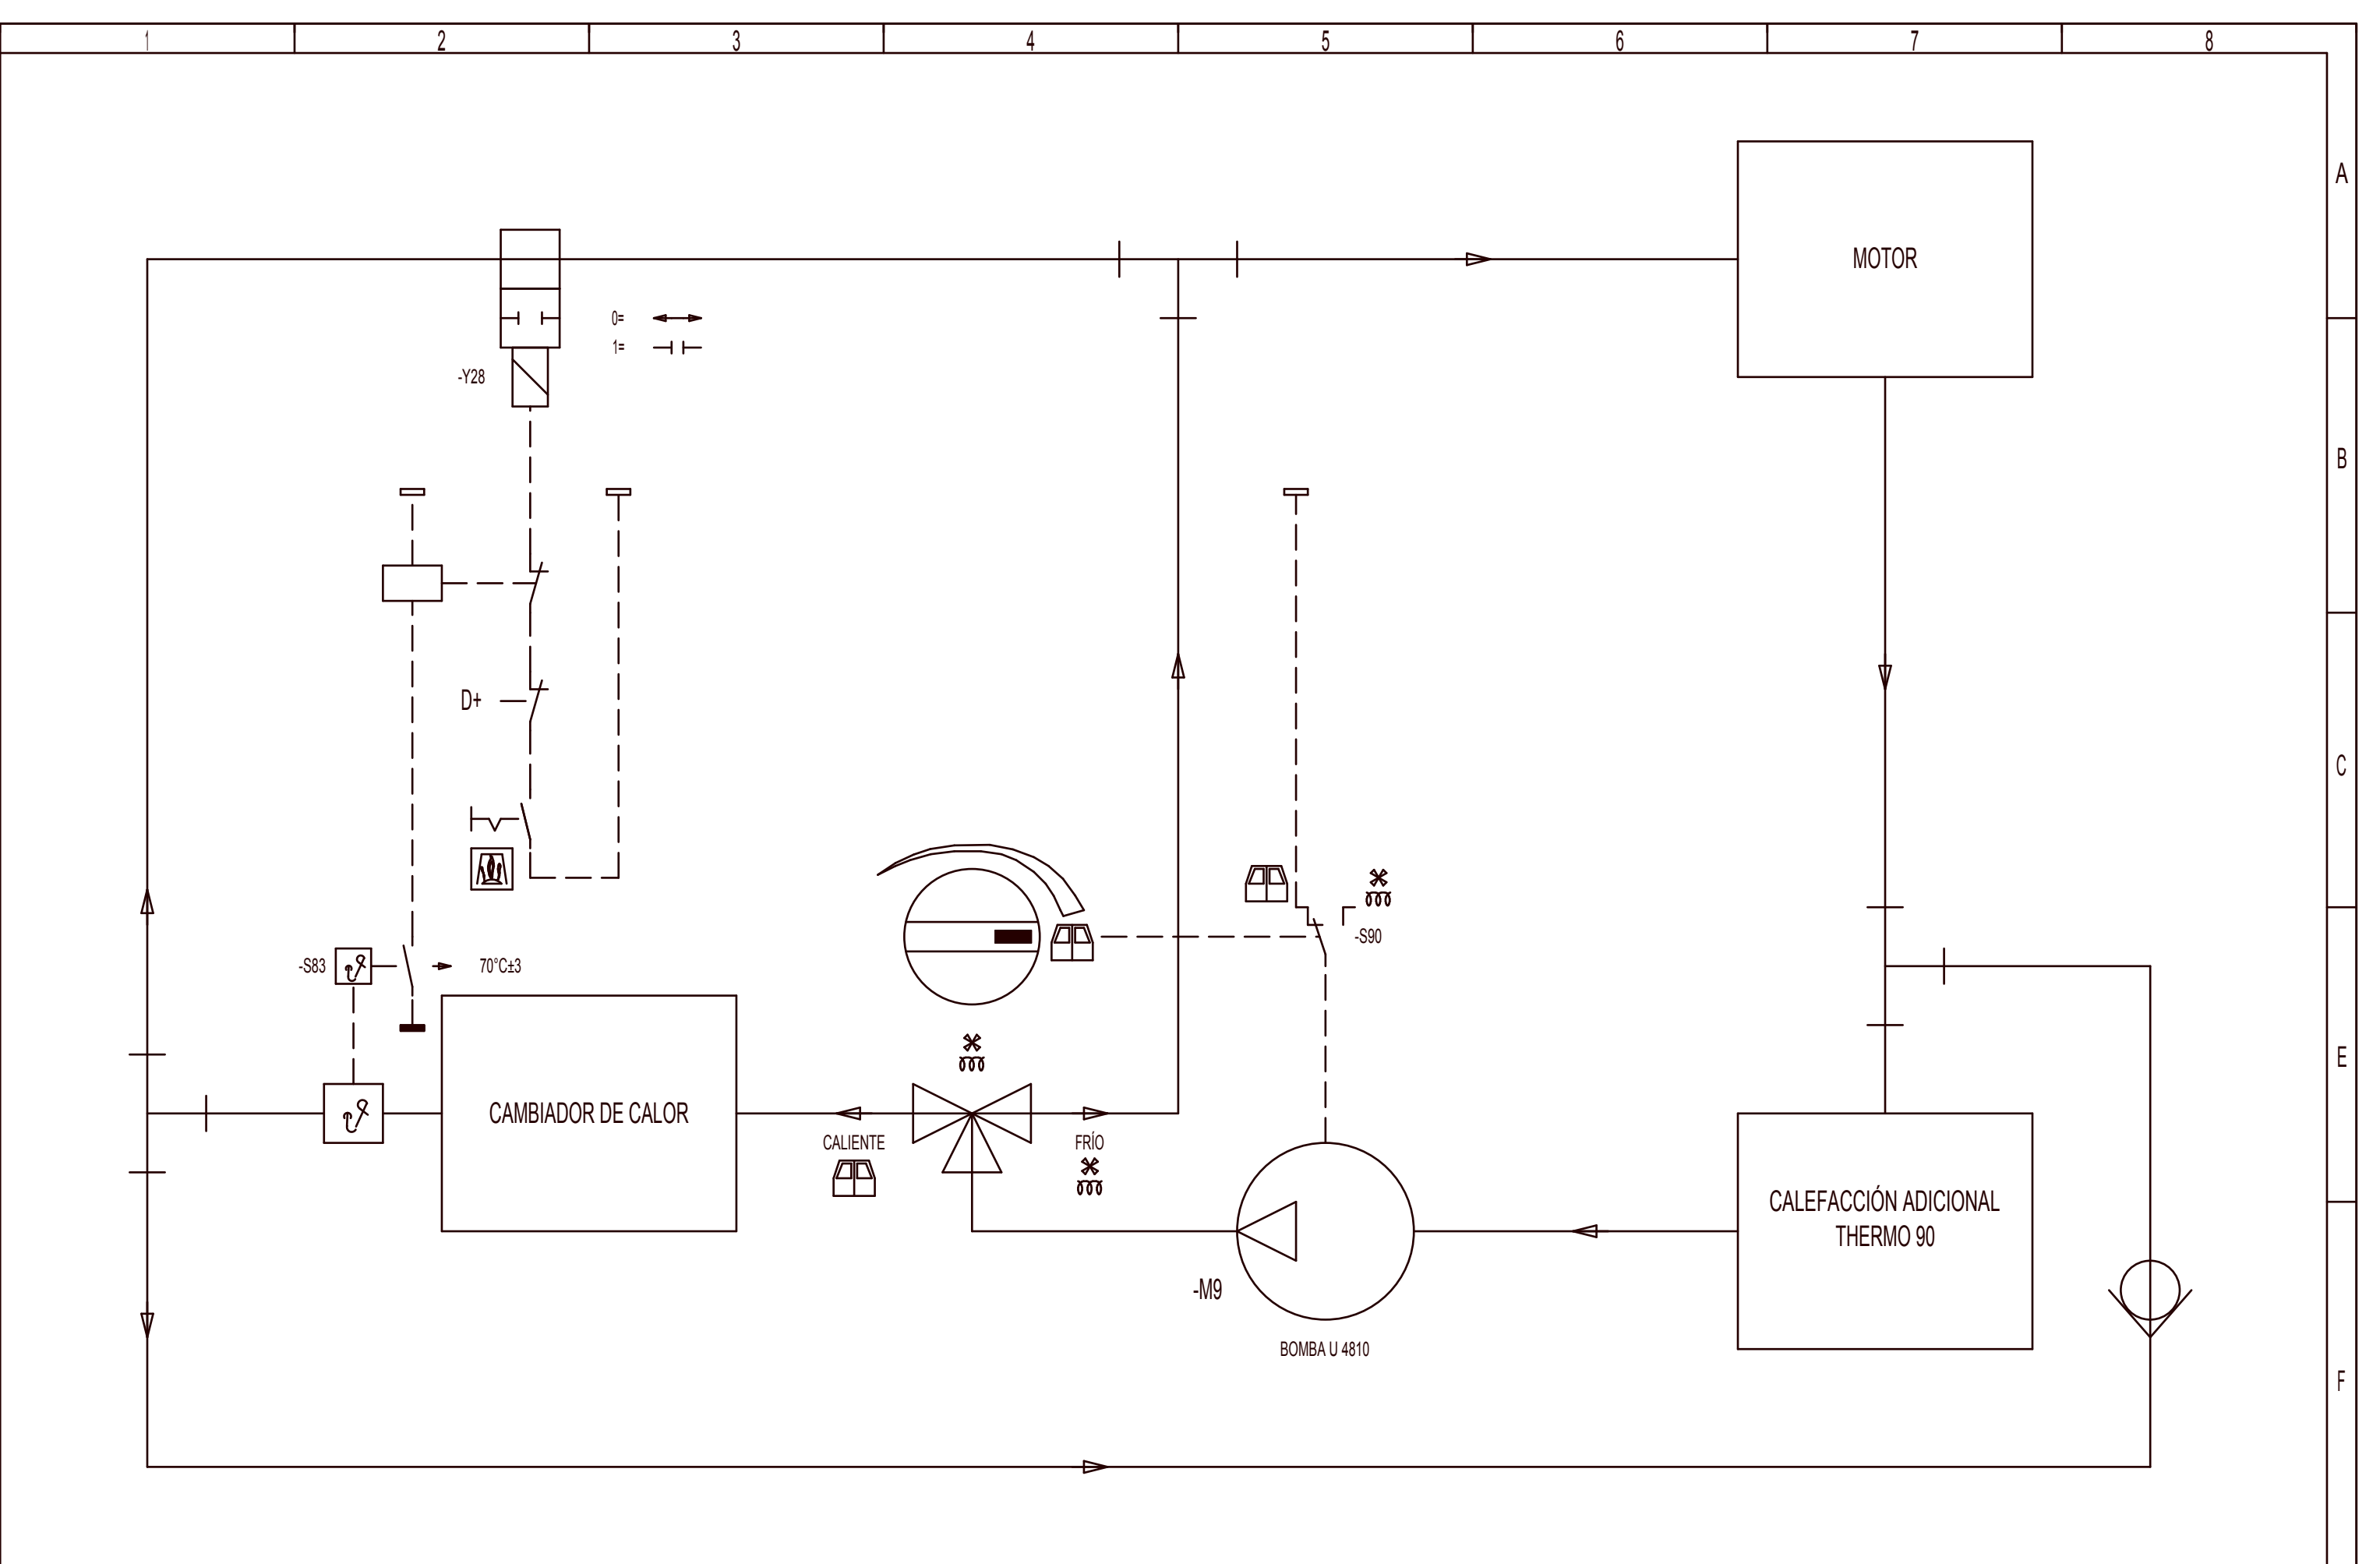 1 2 3 4 5 6 7 8
A
MOTOR
0=
1=
-Y28
B
D+
C
-S90
-S83
70°C±3
E
CAMBIADOR DE CALOR
CALIENTE
FRÍO
CALEFACCIÓN ADICIONAL
THERMO 90
-M9
BOMBA U 4810
F